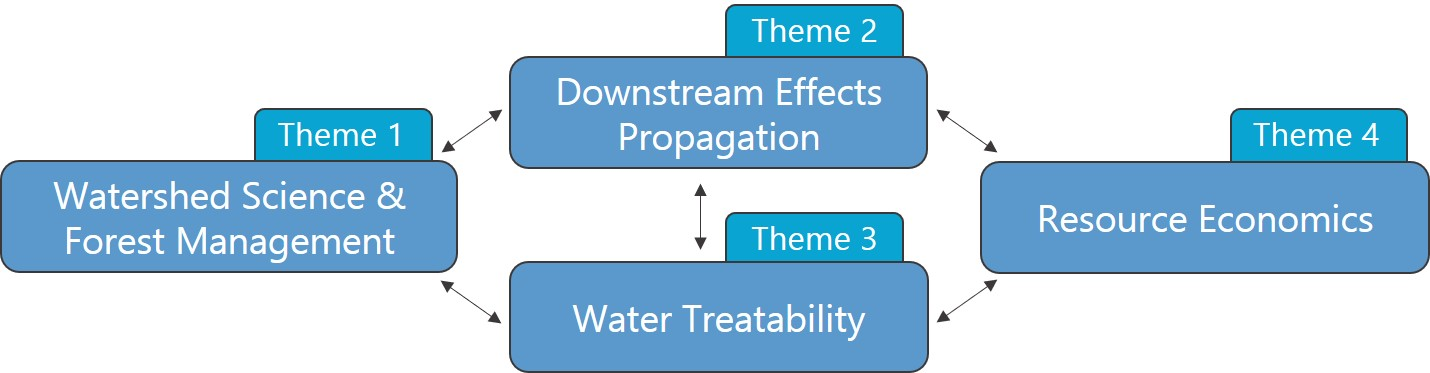 Theme 1
Watershed Science &
Forest Management
Theme 2
Downstream Effects
Propagation
Theme 3
Water Treatability
Theme 4
Resource Economics